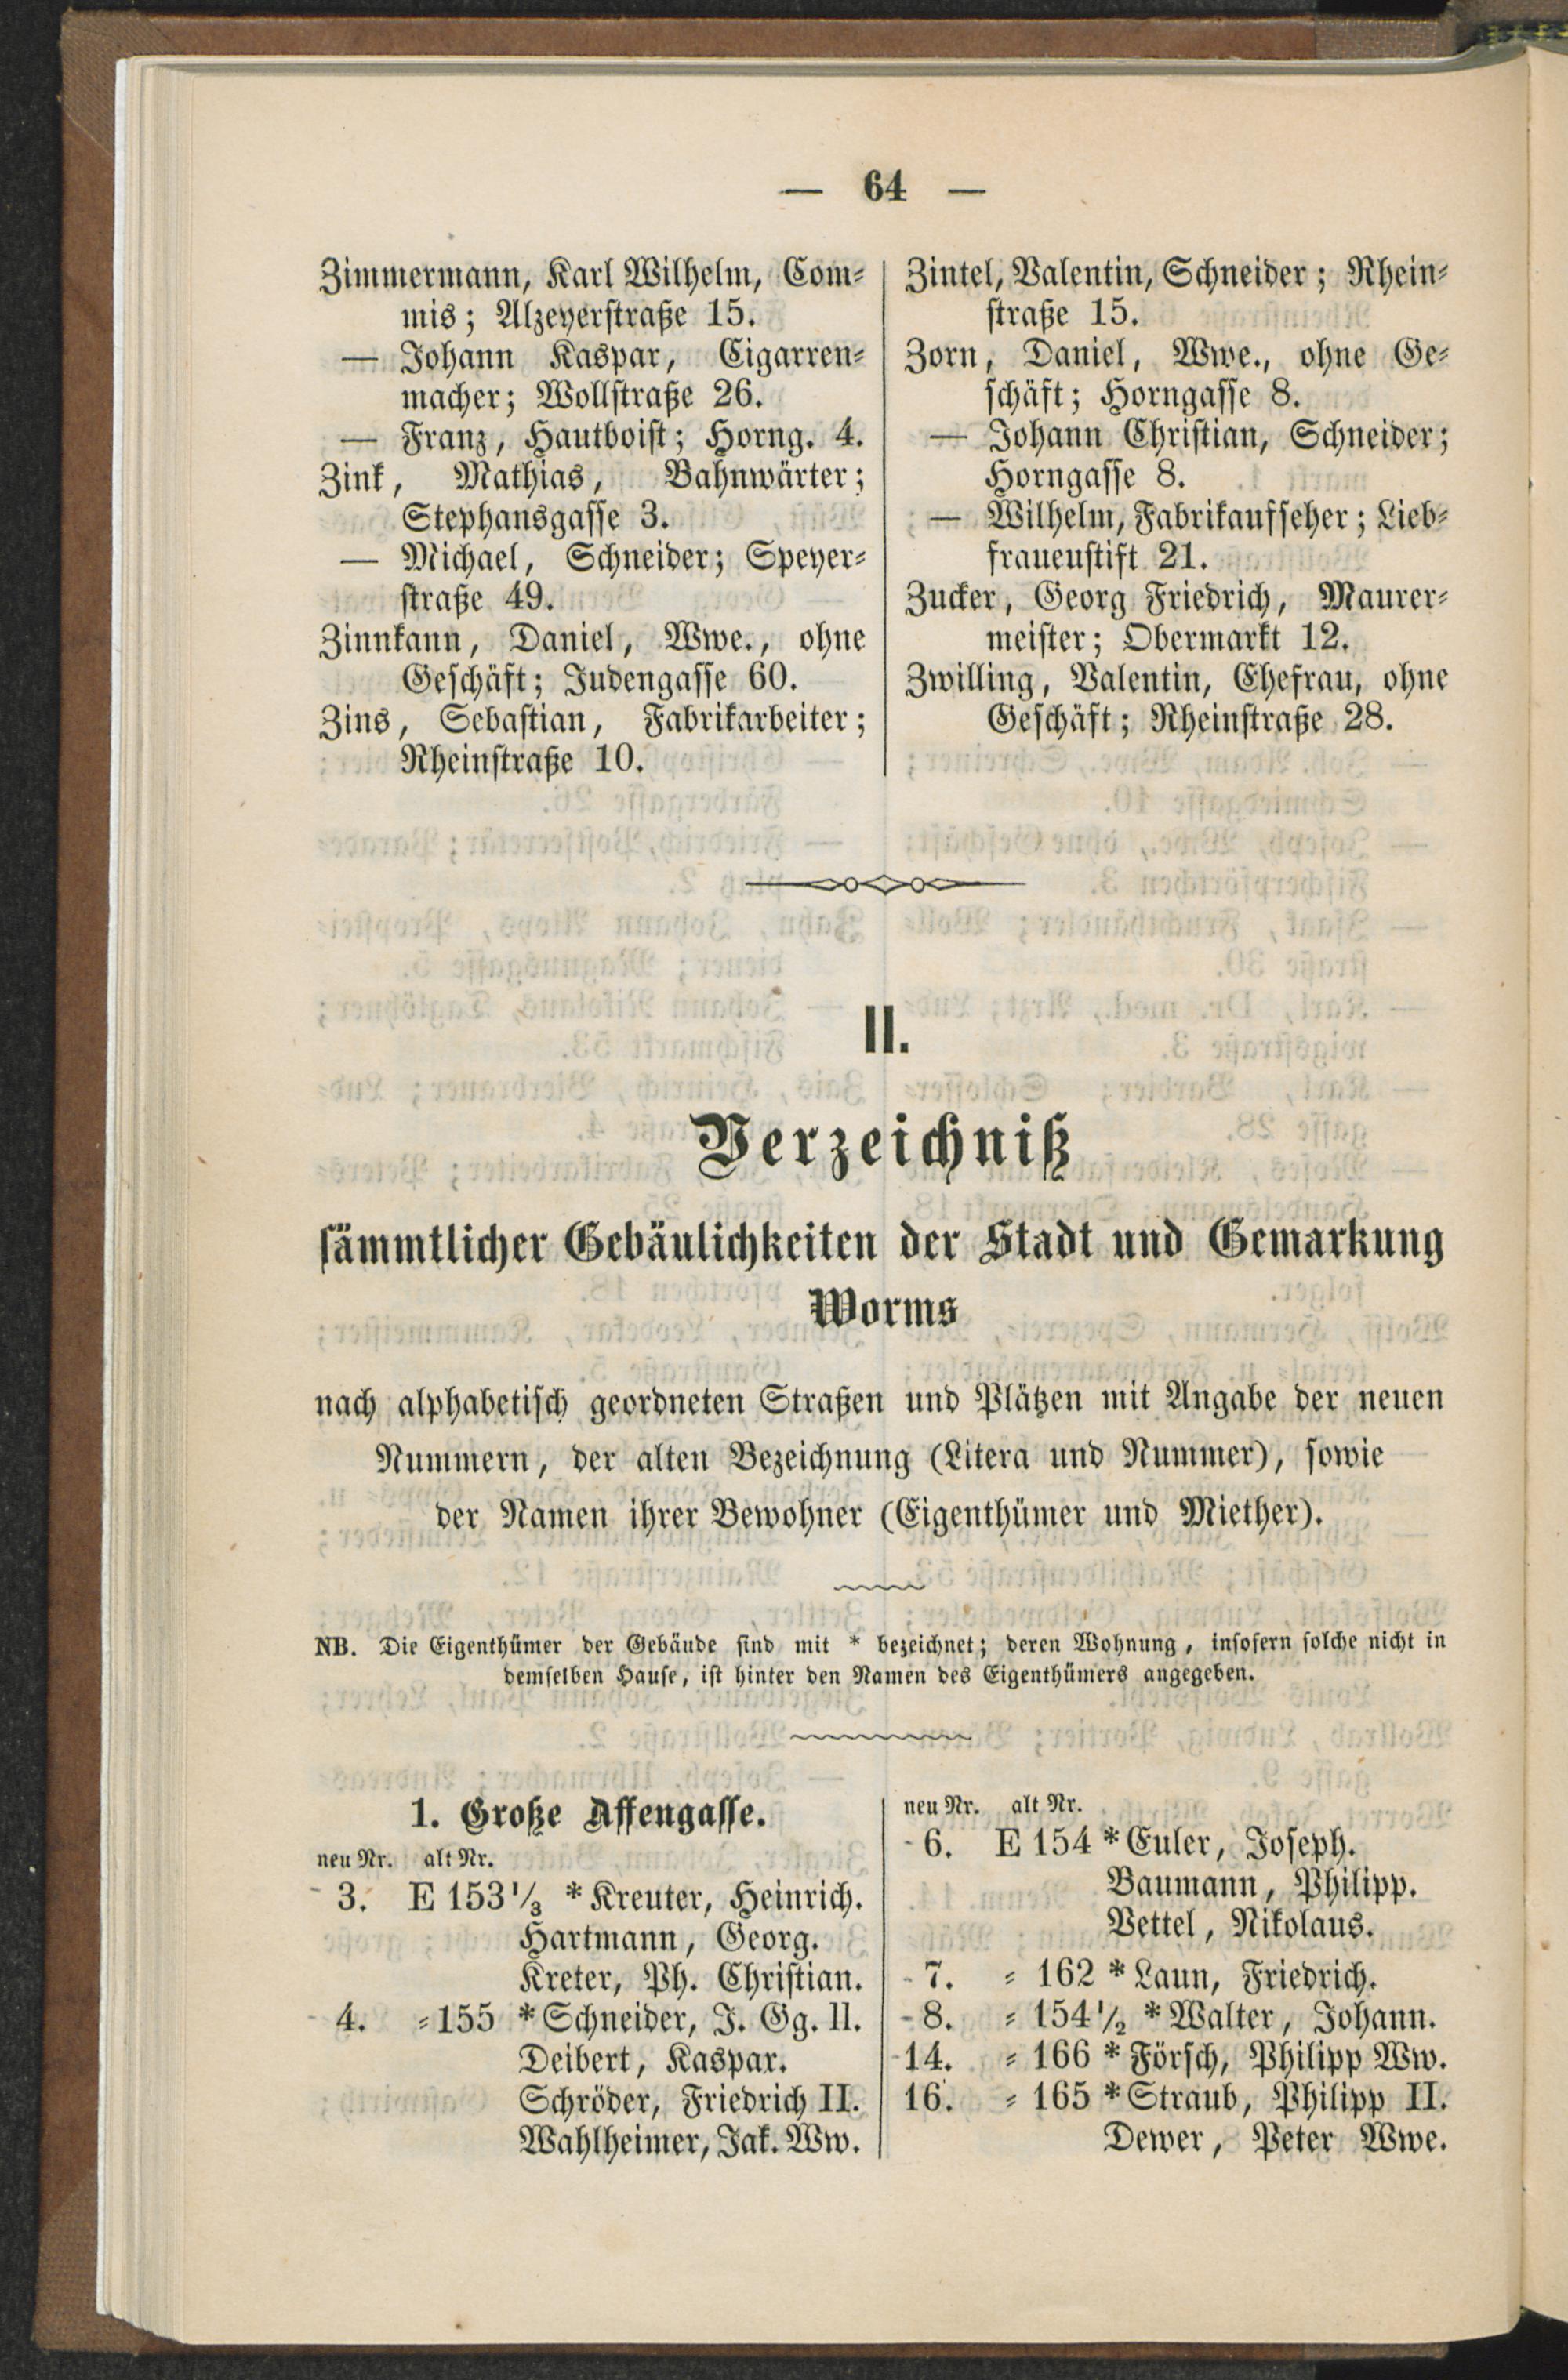 — 64 —
Zimmermann, Karl Wilhelm, Com⸗
mis; Alzeyerstraße 15.
— Johann Kaspar, Cigarren⸗
macher; Wollstraße 26.
— Franz, Hautboist; Horng. 4.
Zink, Mathias, Bahnwärter;
Stephansgasse 3.
— Michael, Schneider; Speyer⸗
straße 49.
Zinnkann, Daniel, Wwe., ohne
Geschäft; Judengasse 60.
Zins, Sebastian, Fabrikarbeiter;
Rheinstraße 10.
Zintel, Valentin, Schneider; Rhein⸗
straße 15.
Zorn, Daniel, Wwe., ohne Ge⸗
schäft; Horngasse 8.
— Johann Christian, Schneider;
Horngasse 8.
— Wilhelm, Fabrikaufseher; Lieb⸗
frauenstift 21.
Zucker, Georg Friedrich, Maurer⸗
meister; Obermarkt 12.
Zwilling, Valentin, Ehefrau, ohne
Geschäft; Rheinstraße 28.
II.
Verzeichniß
sämmtlicher Gebäulichkeiten der Stadt und Gemarkung
Worms
nach alphabetisch geordneten Straßen und Plätzen mit Angabe der neuen
Nummern, der alten Bezeichnung (Litera und Nummer), sowie
der Namen ihrer Bewohner (Eigenthümer und Miether).
NB. Die Eigenthümer der Gebäude sind mit * bezeichnet; deren Wohnung, insofern solche nicht in
demselben Hause, ist hinter den Namen des Eigenthümers angegeben.
1. Große Affengasse.
neu Nr. alt Nr.
3. E 153 1/3 * Kreuter, Heinrich.
Hartmann, Georg.
Kreter, Ph. Christian.
4. ⸗ 155 * Schneider, J. Gg. II.
Deibert, Kaspar.
Schröder, Friedrich II.
Wahlheimer, Jak. Ww.
neu Nr. alt Nr.
6. E 154 * Euler, Joseph.
Baumann, Philipp.
Vettel, Nikolaus.
7. ⸗ 162 * Laun, Friedrich.
8. ⸗ 154 1/2 * Walter, Johann.
14. ⸗ 166 * Försch, Philipp Ww.
16. ⸗ 165 * Straub, Philipp II.
Dewer, Peter Wwe.